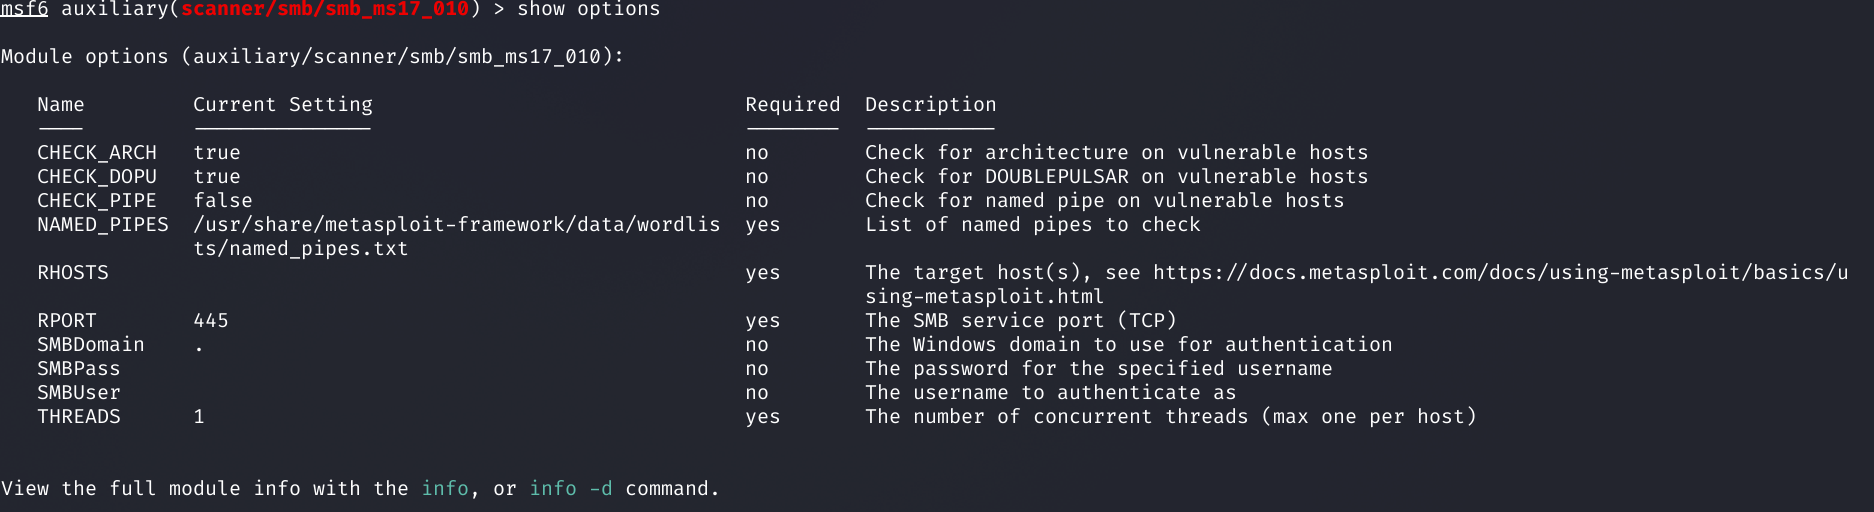 msf6 auxiliary(scanner/smb/smb_ms17_010) > show options
Module options (auxiliary/scanner/smb/smb_ms17_010):
Name Current Setting Required Description
---- --------------- -------- -----------
CHECK_ARCH true no Check for architecture on vulnerable hosts
CHECK_DOPU true no Check for DOUBLEPULSAR on vulnerable hosts
CHECK_PIPE false no Check for named pipe on vulnerable hosts
NAMED_PIPES /usr/share/metasploit-framework/data/wordlis yes List of named pipes to check
ts/named_pipes.txt
RHOSTS yes The target host(s), see https://docs.metasploit.com/docs/using-metasploit/basics/u
sing-metasploit.html
RPORT 445 yes The SMB service port (TCP)
SMBDomain . no The Windows domain to use for authentication
SMBPass no The password for the specified username
SMBUser no The username to authenticate as
THREADS 1 yes The number of concurrent threads (max one per host)
View the full module info with the info, or info -d command.